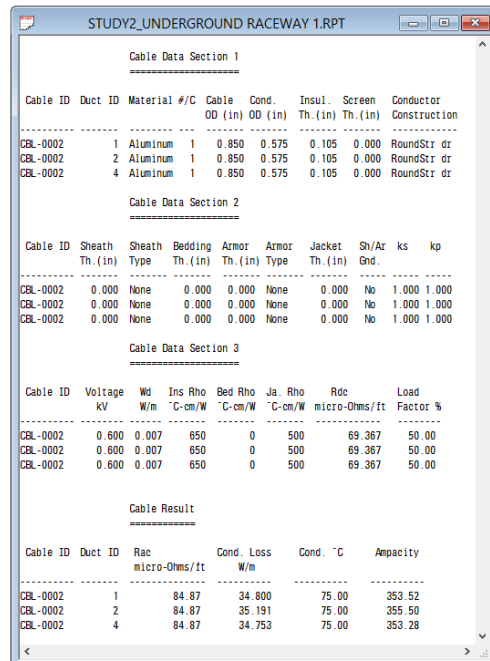 STUDY2_UNDERGROUND RACEWAY 1.RPT
Cable Data Section 1
====================
Cable ID Duct ID Material #/C Cable Cond. Insul. Screen Conductor
OD (in) OD (in) Th.(in) Th.(in) Construction
CBL-0002 1 Aluminum 1 0.850 0.575 0.105 0.000 RoundStr dr
CBL-0002 2 Aluminum 1 0.850 0.575 0.105 0.000 RoundStr dr
CBL-0002 4 Aluminum 1 0.850 0.575 0.105 0.000 RoundStr dr
Cable Data Section 2
====================
Cable ID Sheath Sheath Bedding Armor Armor Jacket Sh/Ar ks kp
Th.(in) Type Th.(in) Th.(in) Type Th.(in) Gnd.
CBL-0002 0.000 None 0.000 0.000 None 0.000 No 1.000 1.000
CBL-0002 0.000 None 0.000 0.000 None 0.000 No 1.000 1.000
CBL-0002 0.000 None 0.000 0.000 None 0.000 No 1.000 1.000
Cable Data Section 3
====================
Cable ID Voltage Wd Ins Rho Bed Rho Ja. Rho Rdc Load
kV W/m ¯C-cm/W ¯C-cm/W ¯C-cm/W micro-Ohms/ft Factor %
CBL-0002 0.600 0.007 650 0 500 69.367 50.00
CBL-0002 0.600 0.007 650 0 500 69.367 50.00
CBL-0002 0.600 0.007 650 0 500 69.367 50.00
Cable Result
============
Cable ID Duct ID Rac Cond. Loss Cond. ¯C Ampacity
micro-Ohms/ft W/m
CBL-0002 1 84.87 34.800 75.00 353.52
CBL-0002 2 84.87 35.191 75.00 355.50
CBL-0002 4 84.87 34.753 75.00 353.28